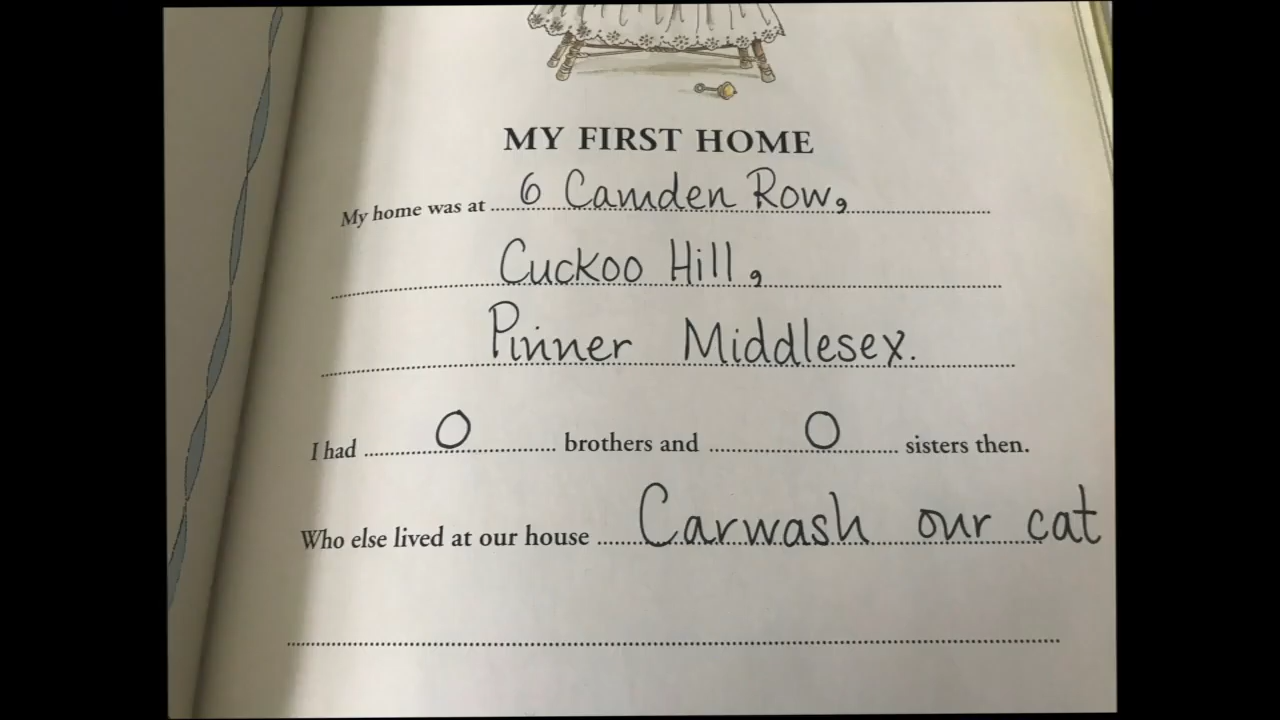 MY FIRST HOME
My home was at 6 Camden Row,
Cuckoo Hill,
Pinner Middlesex.
I had 0 brothers and 0 sisters then.
Who else lived at our house Carwash our cat